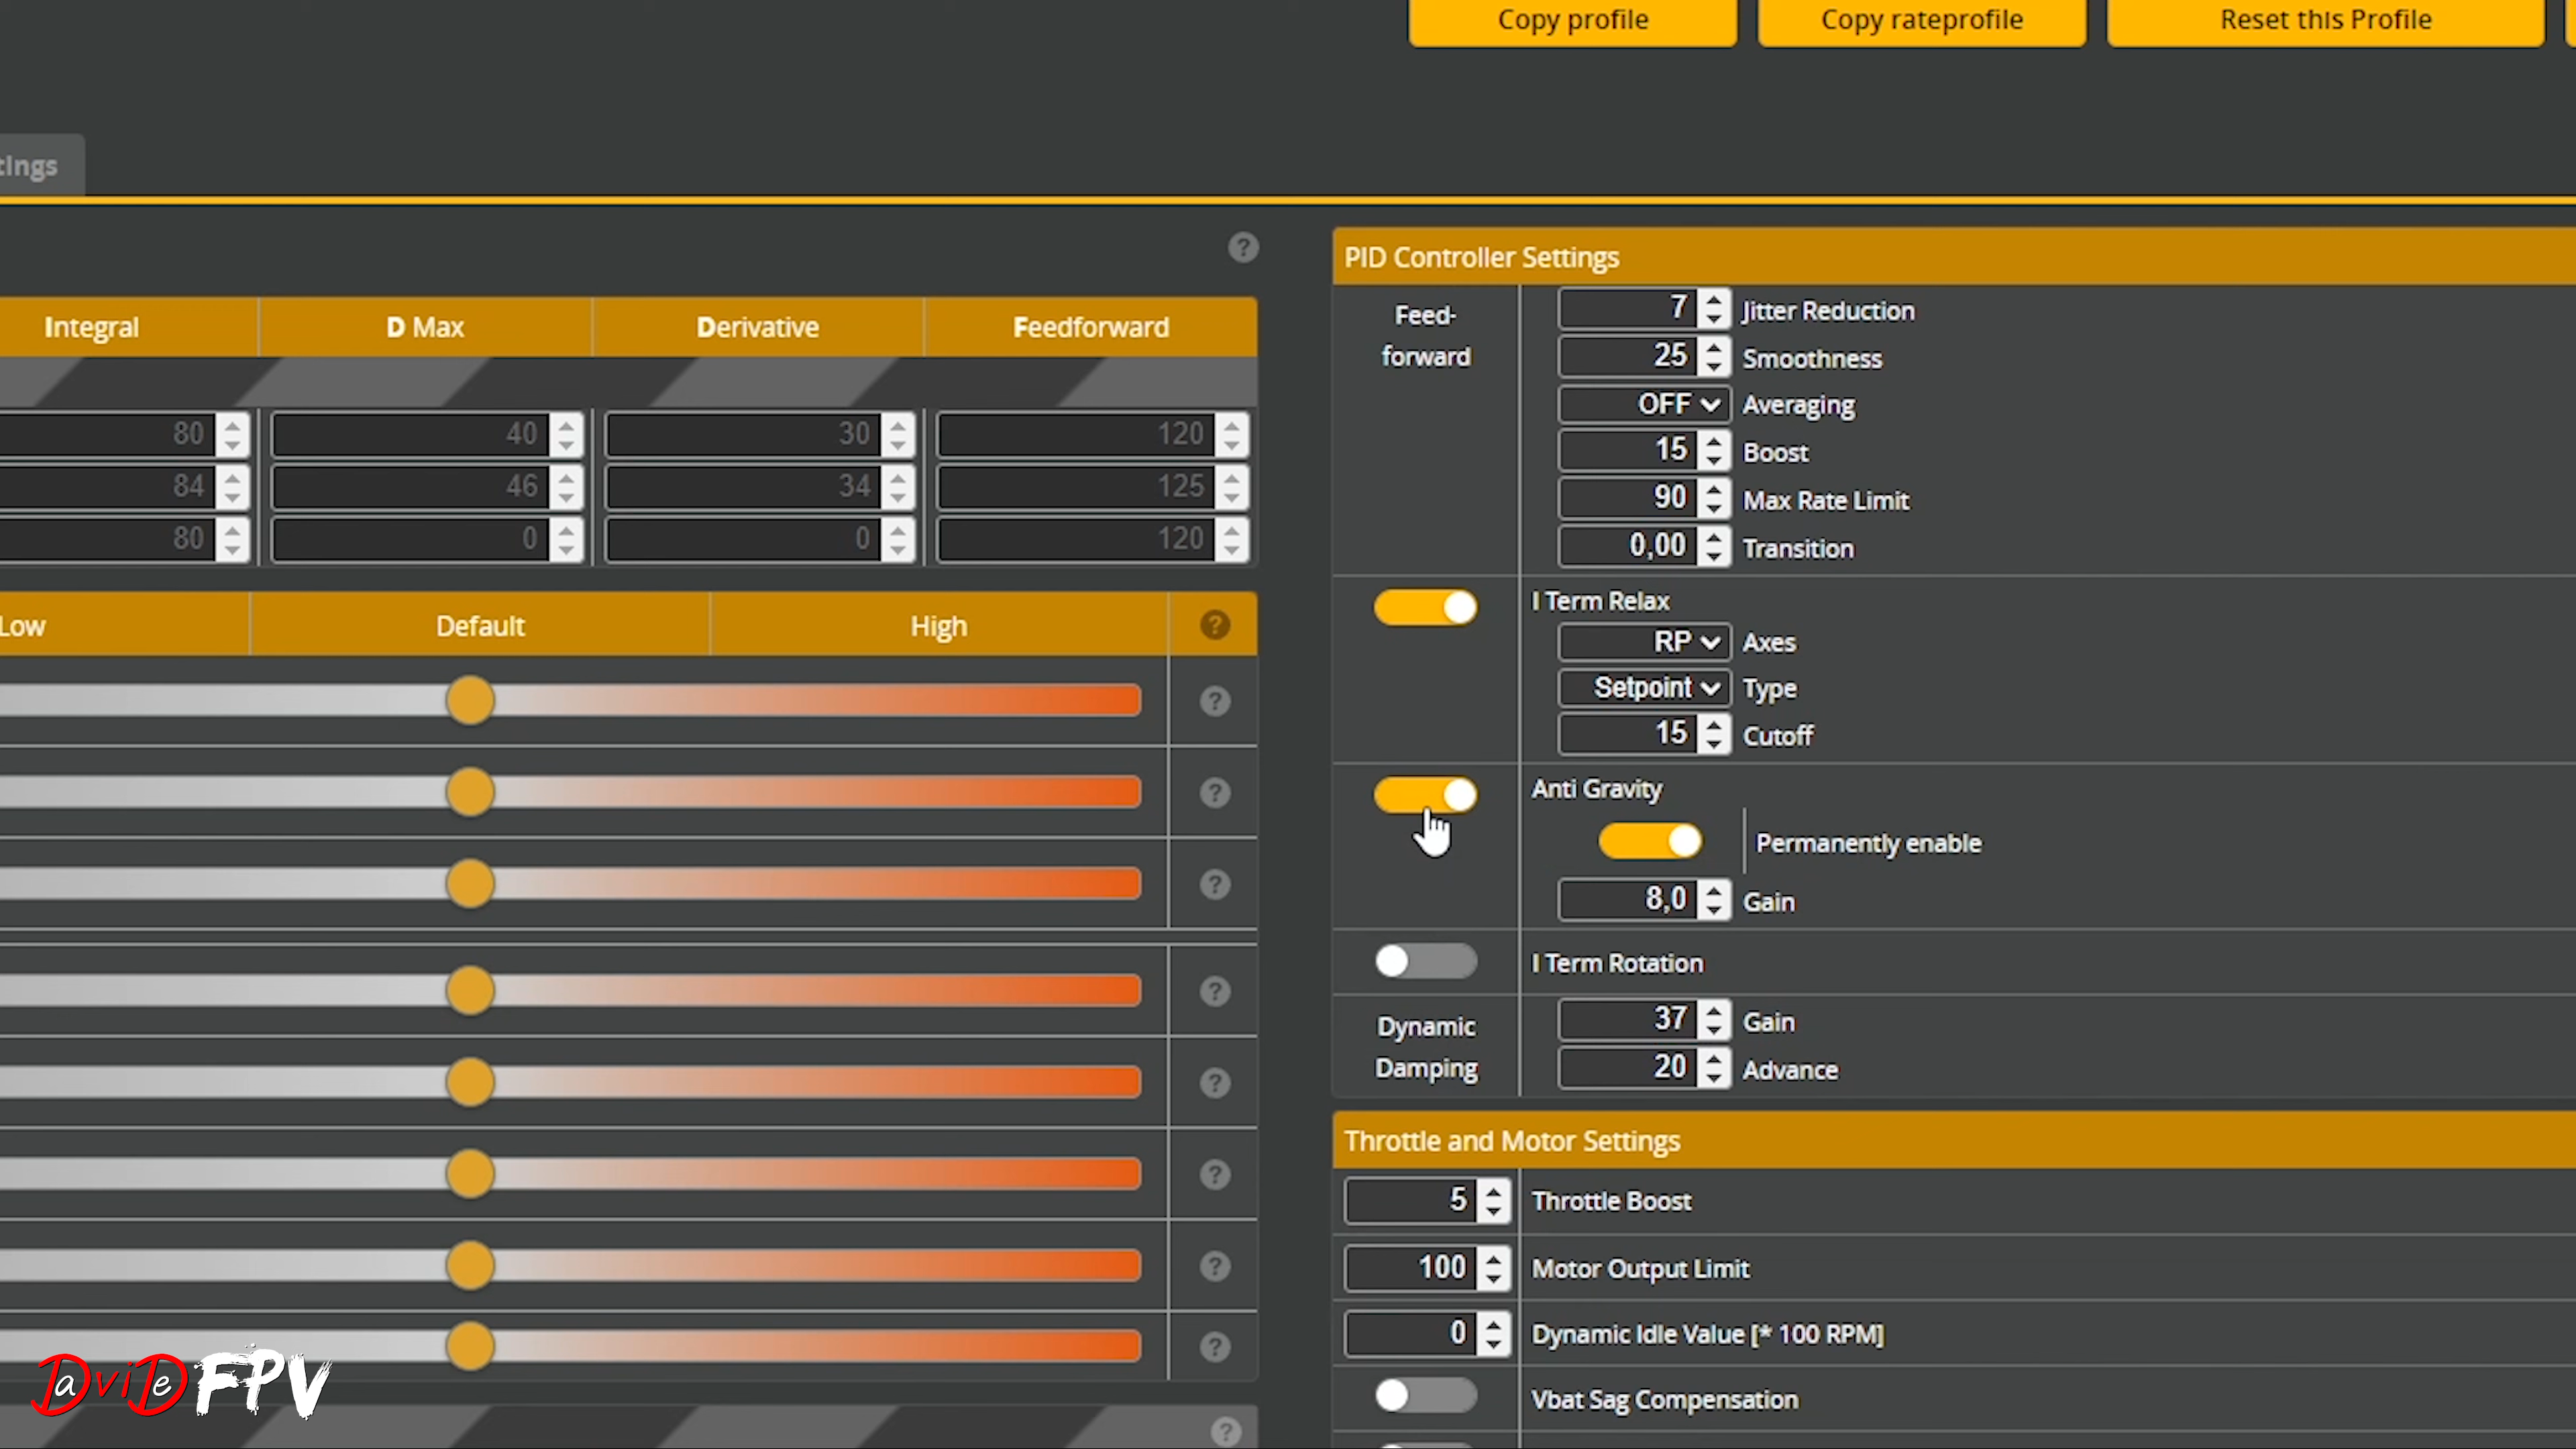 Copy profile
Copy rateprofile
Reset this Profile
tings
PID Controller Settings
Integral
D Max
Derivative
Feedforward
80
40
30
120
84
46
34
125
80
0
0
120
Low
Default
High
Feed-
forward
7
Jitter Reduction
25
Smoothness
OFF
Averaging
15
Boost
90
Max Rate Limit
0,00
Transition
I Term Relax
RP
Axes
Setpoint
Type
15
Cutoff
Anti Gravity
Permanently enable
8,0
Gain
I Term Rotation
Dynamic
Damping
37
Gain
20
Advance
Throttle and Motor Settings
5
Throttle Boost
100
Motor Output Limit
0
Dynamic Idle Value [* 100 RPM]
Vbat Sag Compensation
DaviDe FPV